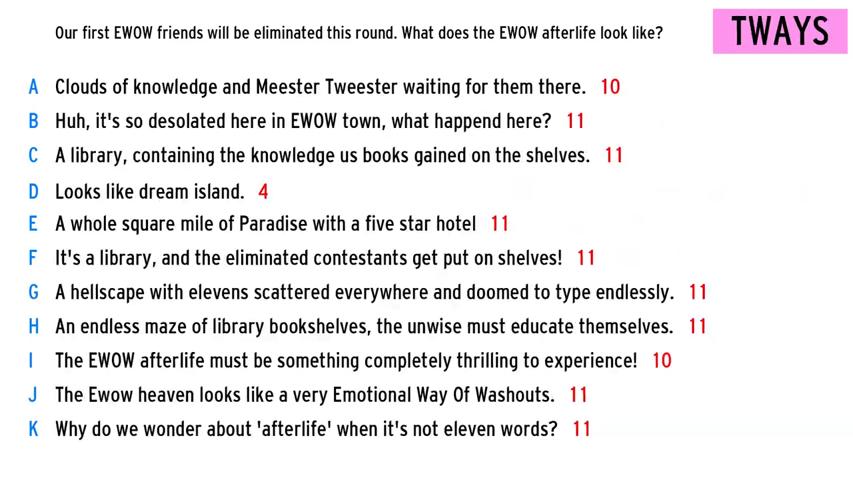 Our first EWOW friends will be eliminated this round. What does the EWOW afterlife look like?
TWAYS
A Clouds of knowledge and Meester Tweester waiting for them there. 10
B Huh, it's so desolated here in EWOW town, what happend here? 11
C A library, containing the knowledge us books gained on the shelves. 11
D Looks like dream island. 4
E A whole square mile of Paradise with a five star hotel 11
F It's a library, and the eliminated contestants get put on shelves! 11
G A hellscape with elevens scattered everywhere and doomed to type endlessly. 11
H An endless maze of library bookshelves, the unwise must educate themselves. 11
I The EWOW afterlife must be something completely thrilling to experience! 10
J The Ewow heaven looks like a very Emotional Way Of Washouts. 11
K Why do we wonder about 'afterlife' when it's not eleven words? 11